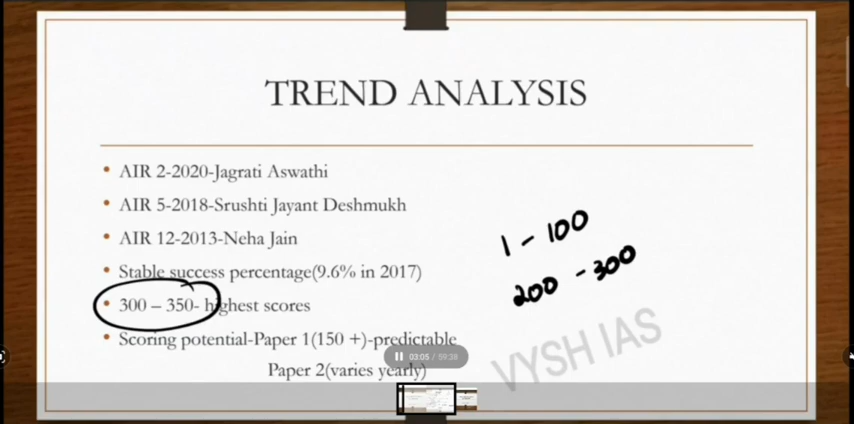 TREND ANALYSIS
• AIR 2-2020-Jagrati Aswathi
• AIR 5-2018-Srushti Jayant Deshmukh
• AIR 12-2013-Neha Jain
• Stable success percentage(9.6% in 2017)
• 300 – 350- highest scores
• Scoring potential-Paper 1(150 +)-predictable
Paper 2(varies yearly)
1 - 100
200 - 300
VYSH IAS
03:05 / 59:38